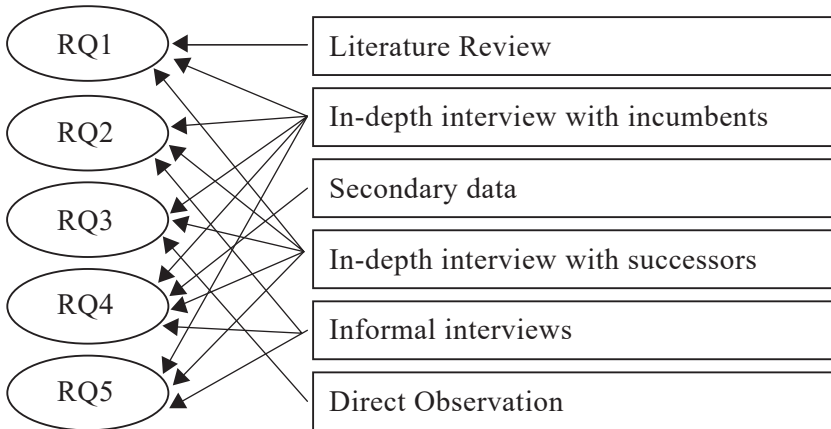 RQ1
Literature Review
In-depth interview with incumbents
RQ2
Secondary data
RQ3
In-depth interview with successors
RQ4
Informal interviews
RQ5
Direct Observation